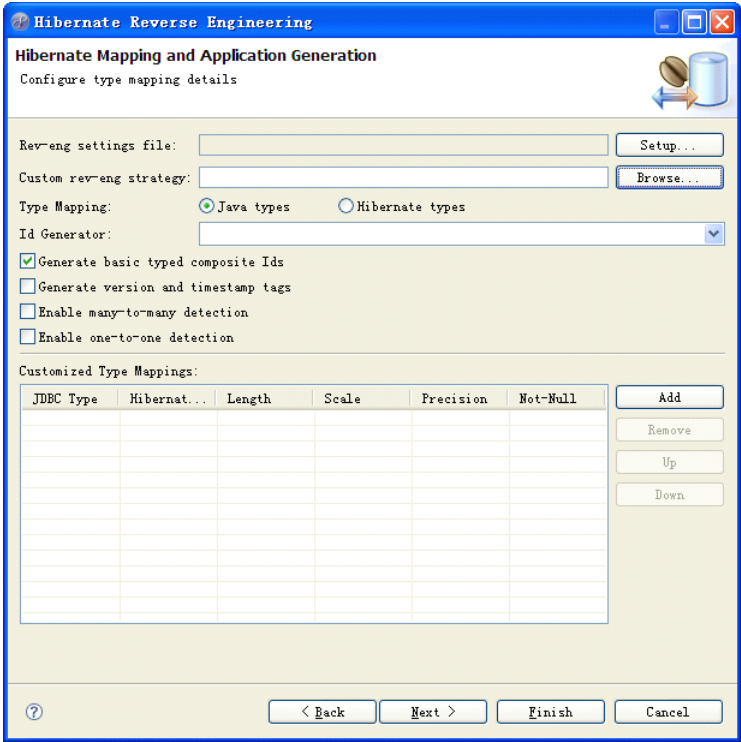 Hibernate Reverse Engineering
Hibernate Mapping and Application Generation
Configure type mapping details
Rev-eng settings file: Setup...
Custom rev-eng strategy: Browse...
Type Mapping: Java types Hibernate types
Id Generator:
Generate basic typed composite Ids
Generate version and timestamp tags
Enable many-to-many detection
Enable one-to-one detection
Customized Type Mappings:
JDBC Type Hibernat... Length Scale Precision Not-Null Add
Remove
Up
Down
? < Back Next > Finish Cancel